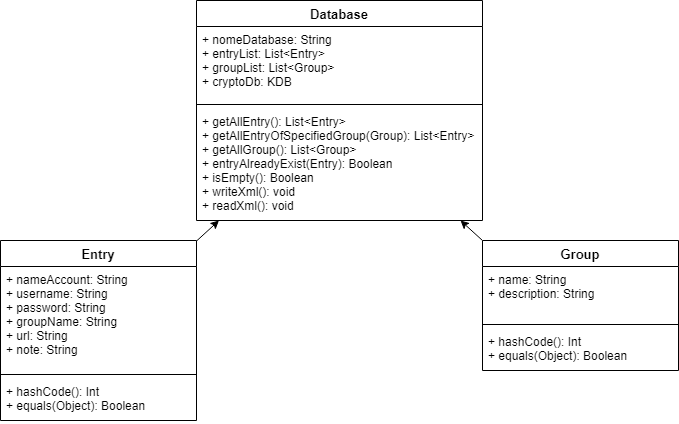 Database
+ nomeDatabase: String
+ entryList: List<Entry>
+ groupList: List<Group>
+ cryptoDb: KDB
+ getAllEntry(): List<Entry>
+ getAllEntryOfSpecifiedGroup(Group): List<Entry>
+ getAllGroup(): List<Group>
+ entryAlreadyExist(Entry): Boolean
+ isEmpty(): Boolean
+ writeXml(): void
+ readXml(): void
Entry
+ nameAccount: String
+ username: String
+ password: String
+ groupName: String
+ url: String
+ note: String
+ hashCode(): Int
+ equals(Object): Boolean
Group
+ name: String
+ description: String
+ hashCode(): Int
+ equals(Object): Boolean